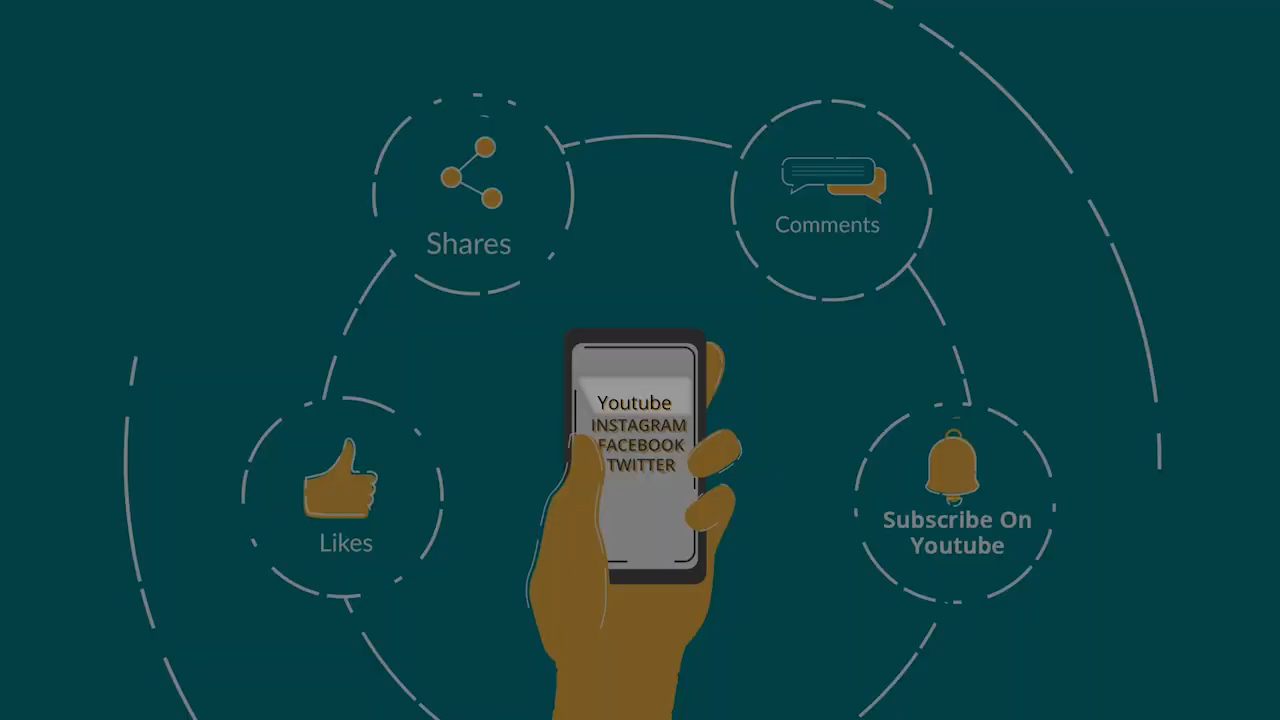 Shares
Comments
Youtube
INSTAGRAM
FACEBOOK
TWITTER
Likes
Subscribe On
Youtube